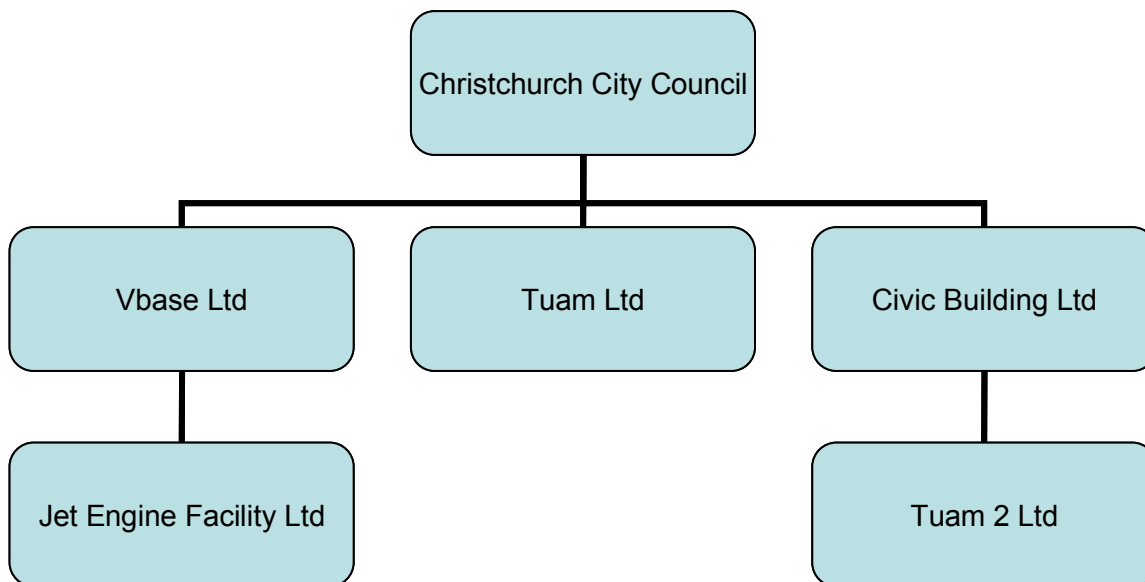 Christchurch City Council
Vbase Ltd
Tuam Ltd
Civic Building Ltd
Jet Engine Facility Ltd
Tuam 2 Ltd